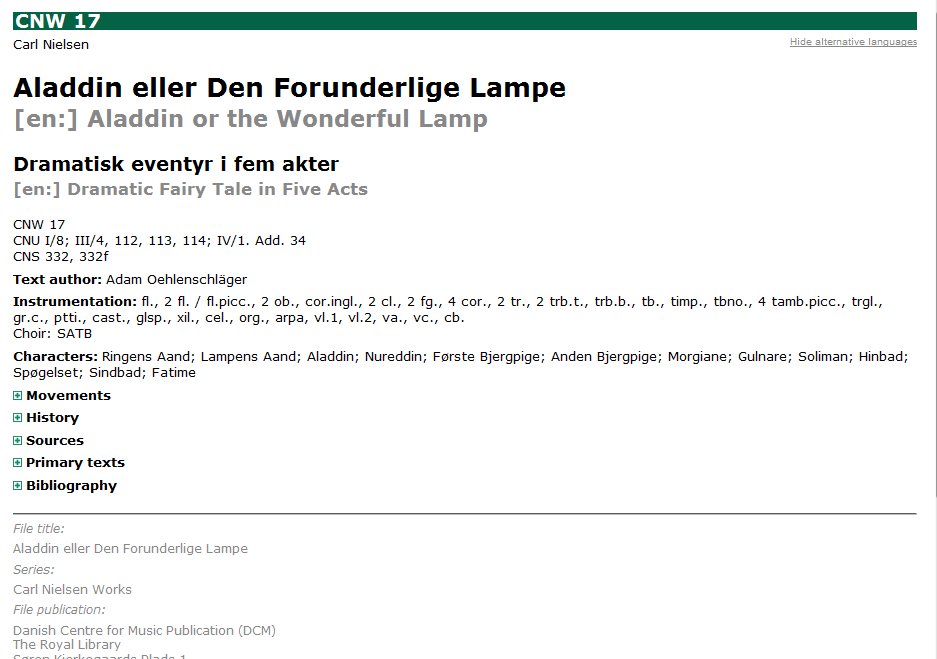 CNW 17
Carl Nielsen
Hide alternative languages
Aladdin eller Den Forunderlige Lampe
[en:] Aladdin or the Wonderful Lamp
Dramatisk eventyr i fem akter
[en:] Dramatic Fairy Tale in Five Acts
CNW 17
CNU I/8; III/4, 112, 113, 114; IV/1. Add. 34
CNS 332, 332f
Text author: Adam Oehlenschläger
Instrumentation: fl., 2 fl. / fl.picc., 2 ob., cor.ingl., 2 cl., 2 fg., 4 cor., 2 tr., 2 trb.t., trb.b., tb., timp., tbno., 4 tamb.picc., trgl.,
gr.c., ptti., cast., glsp., xil., cel., org., arpa, vl.1, vl.2, va., vc., cb.
Choir: SATB
Characters: Ringens Aand; Lampens Aand; Aladdin; Nureddin; Første Bjergpige; Anden Bjergpige; Morgiane; Gulnare; Soliman; Hinbad;
Spøgelset; Sindbad; Fatime
Movements
History
Sources
Primary texts
Bibliography
File title:
Aladdin eller Den Forunderlige Lampe
Series:
Carl Nielsen Works
File publication:
Danish Centre for Music Publication (DCM)
The Royal Library
Søren Kierkegaards Plads 1